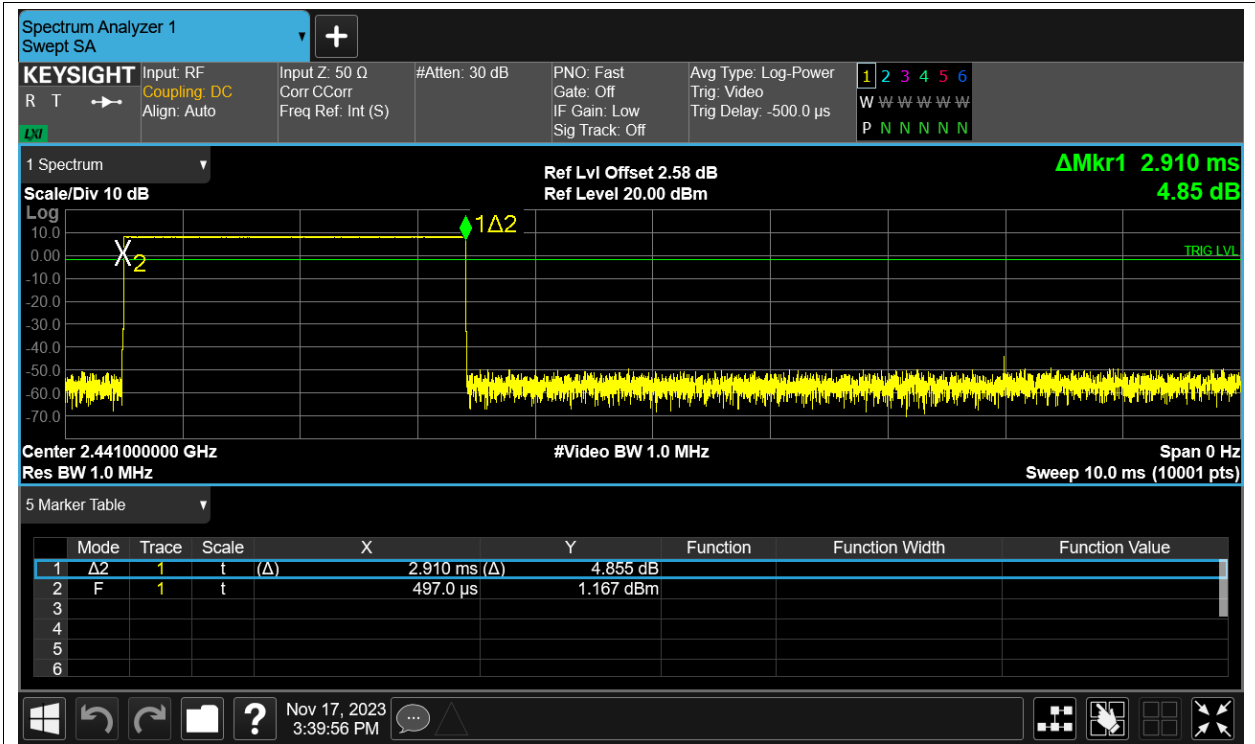 Spectrum Analyzer 1
Swept SA
KEYSIGHT Input: RF Input Z: 50 Ω #Atten: 30 dB PNO: Fast Avg Type: Log-Power 1 2 3 4 5 6
R T Coupling: DC Corr CCorr Gate: Off Trig: Video W W W W W W
Align: Auto Freq Ref: Int (S) IF Gain: Low Trig Delay: -500.0 µs
LXI Sig Track: Off P N N N N N
1 Spectrum Ref Lvl Offset 2.58 dB ΔMkr1 2.910 ms
Scale/Div 10 dB Ref Level 20.00 dBm 4.85 dB
Log
1Δ2
10.0
0.00 X2 TRIG LVL
-10.0
-20.0
-30.0
-40.0
-50.0
-60.0
-70.0
Center 2.441000000 GHz #Video BW 1.0 MHz Span 0 Hz
Res BW 1.0 MHz Sweep 10.0 ms (10001 pts)
5 Marker Table
Mode Trace Scale X Y Function Function Width Function Value
1 Δ2 1 t (Δ) 2.910 ms (Δ) 4.855 dB
2 F 1 t 497.0 µs 1.167 dBm
3
4
5
6
? Nov 17, 2023
3:39:56 PM